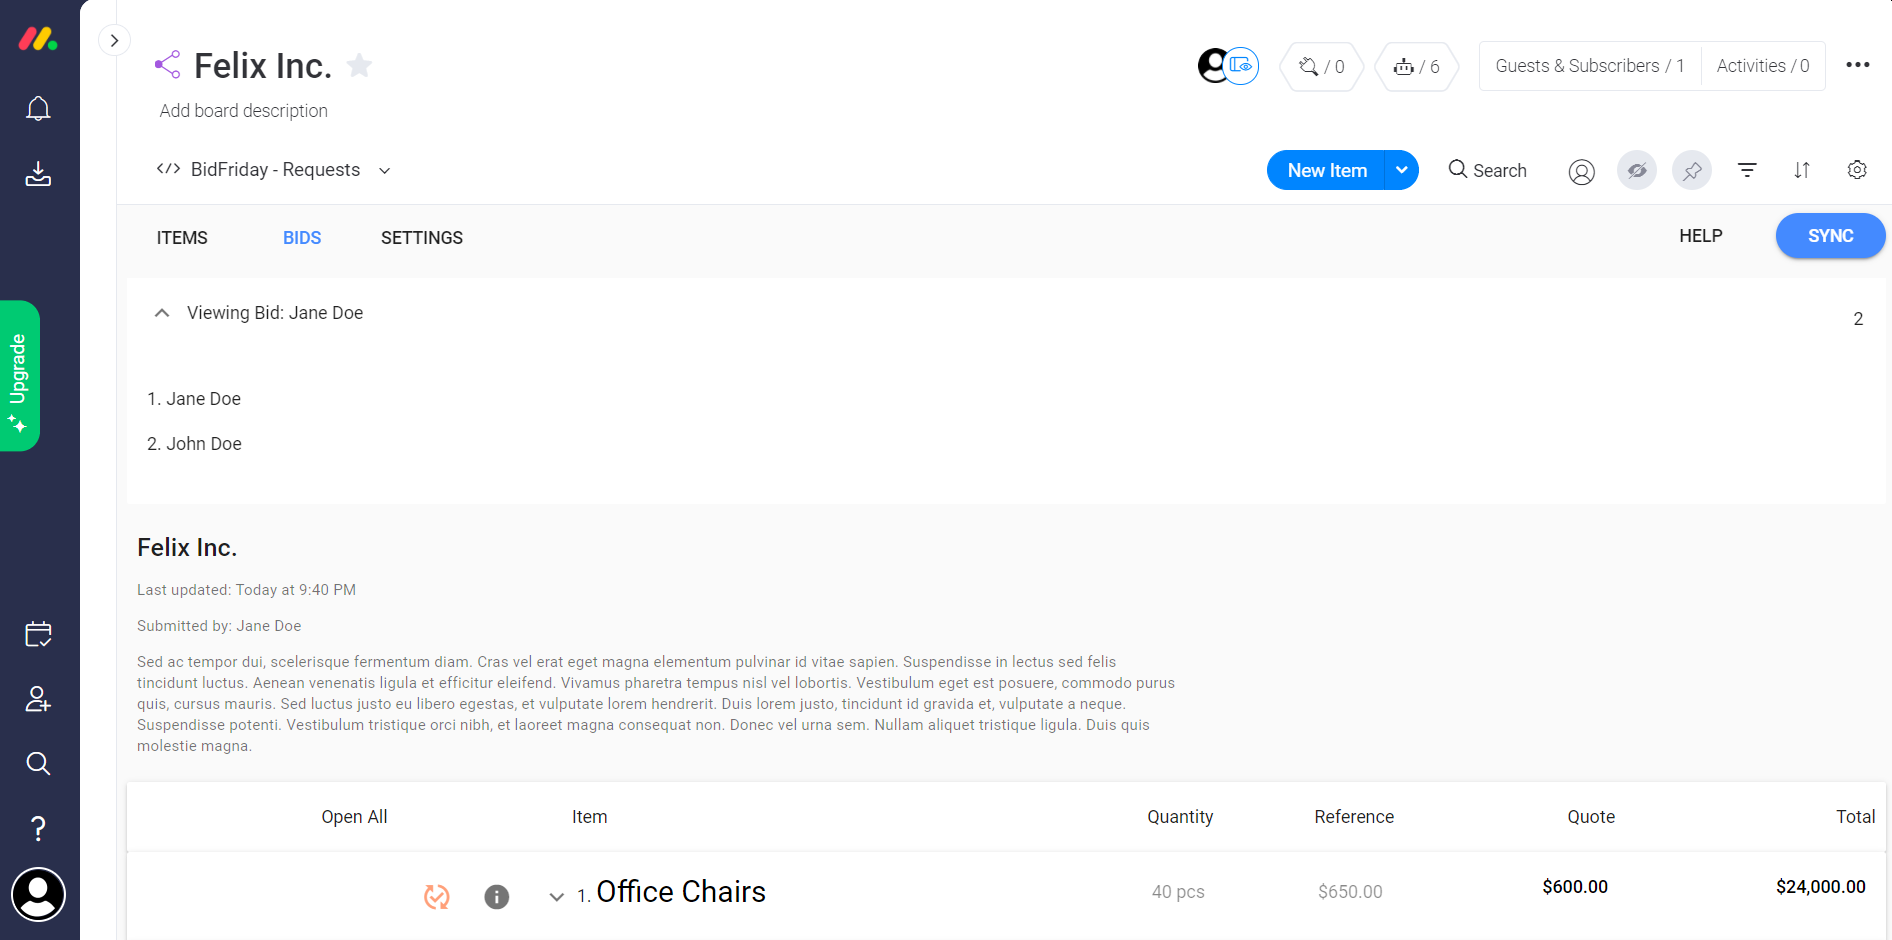 Felix Inc.
/ 0
/ 6
Guests & Subscribers / 1
Activities / 0
Add board description
BidFriday - Requests
New Item
Search
ITEMS
BIDS
SETTINGS
HELP
SYNC
Upgrade
Viewing Bid: Jane Doe
2
1. Jane Doe
2. John Doe
Felix Inc.
Last updated: Today at 9:40 PM
Submitted by: Jane Doe
Sed ac tempor dui, scelerisque fermentum diam. Cras vel erat eget magna elementum pulvinar id vitae sapien. Suspendisse in lectus sed felis
tincidunt luctus. Aenean venenatis ligula et efficitur eleifend. Vivamus pharetra tempus nisl vel lobortis. Vestibulum eget est posuere, commodo purus
quis, cursus mauris. Sed luctus justo eu libero egestas, et vulputate lorem hendrerit. Duis lorem justo, tincidunt id gravida et, vulputate a neque.
Suspendisse potenti. Vestibulum tristique orci nibh, et laoreet magna consequat non. Donec vel urna sem. Nullam aliquet tristique ligula. Duis quis
molestie magna.
Open All
Item
Quantity
Reference
Quote
Total
1. Office Chairs
40 pcs
$650.00
$600.00
$24,000.00